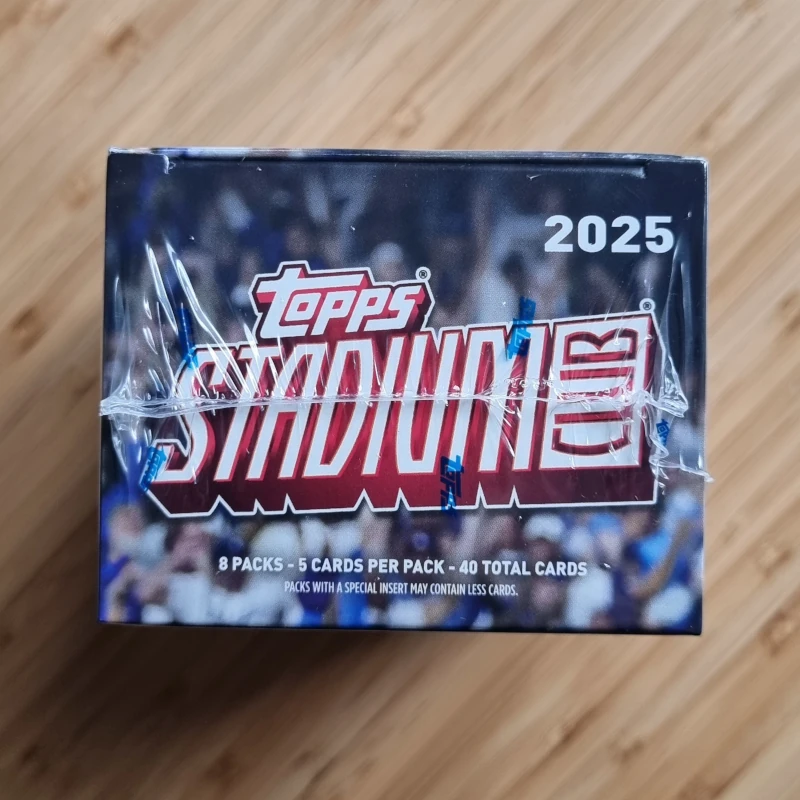 2025
topps®
STADIUM CLUB®
8 PACKS - 5 CARDS PER PACK - 40 TOTAL CARDS
PACKS WITH A SPECIAL INSERT MAY CONTAIN LESS CARDS.
topps